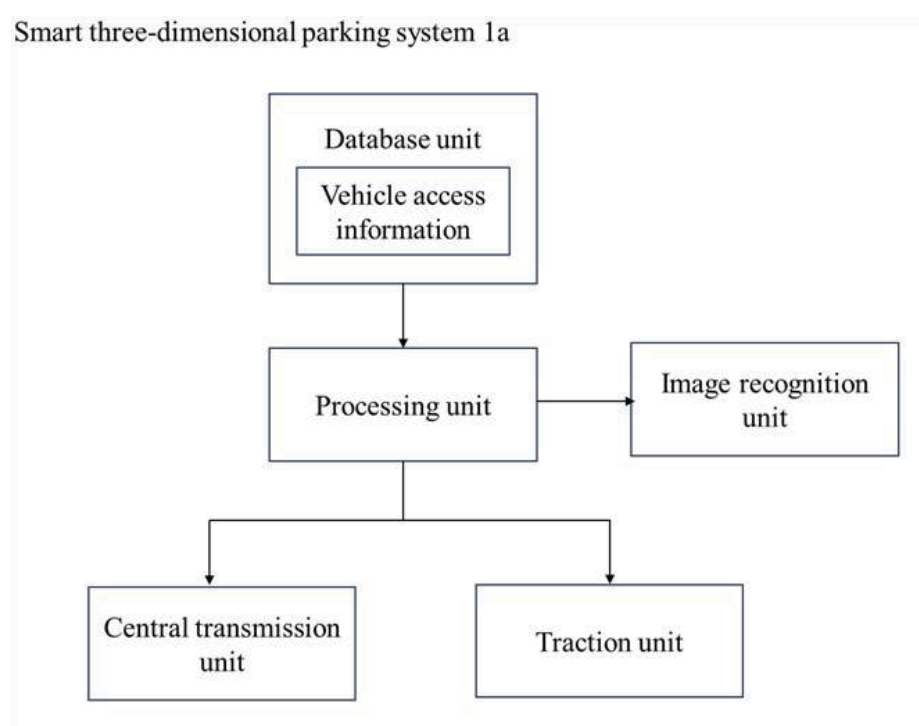 Smart three-dimensional parking system 1a
Database unit
Vehicle access
information
Processing unit
Image recognition
unit
Central transmission
unit
Traction unit